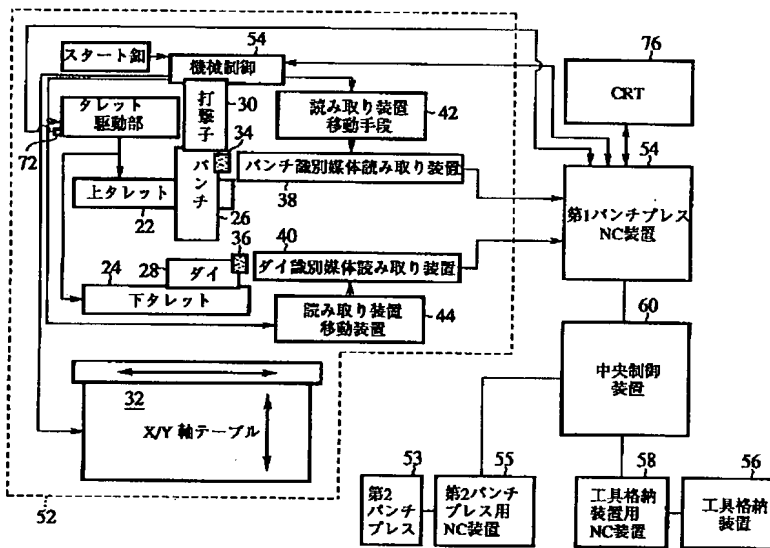 54
スタート釦
機械制御
76
CRT
打
撃
子
30
読み取り装置
移動手段
42
タレット
駆動部
72
34
パ
ン
チ
パンチ識別媒体読み取り装置
38
上タレット
22
26
54
第1パンチプレス
NC装置
36
40
ダイ識別媒体読み取り装置
24
28
ダイ
下タレット
読み取り装置
移動装置
44
60
中央制御
装置
32
X/Y 軸テーブル
52
53
第2
パンチ
プレス
55
第2パンチ
プレス用
NC装置
58
工具格納
装置用
NC装置
56
工具格納
装置